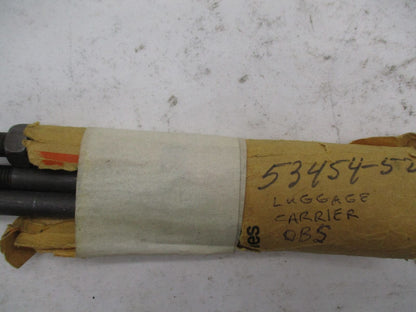 53454-52
LUGGAGE
CARRIER
OBS